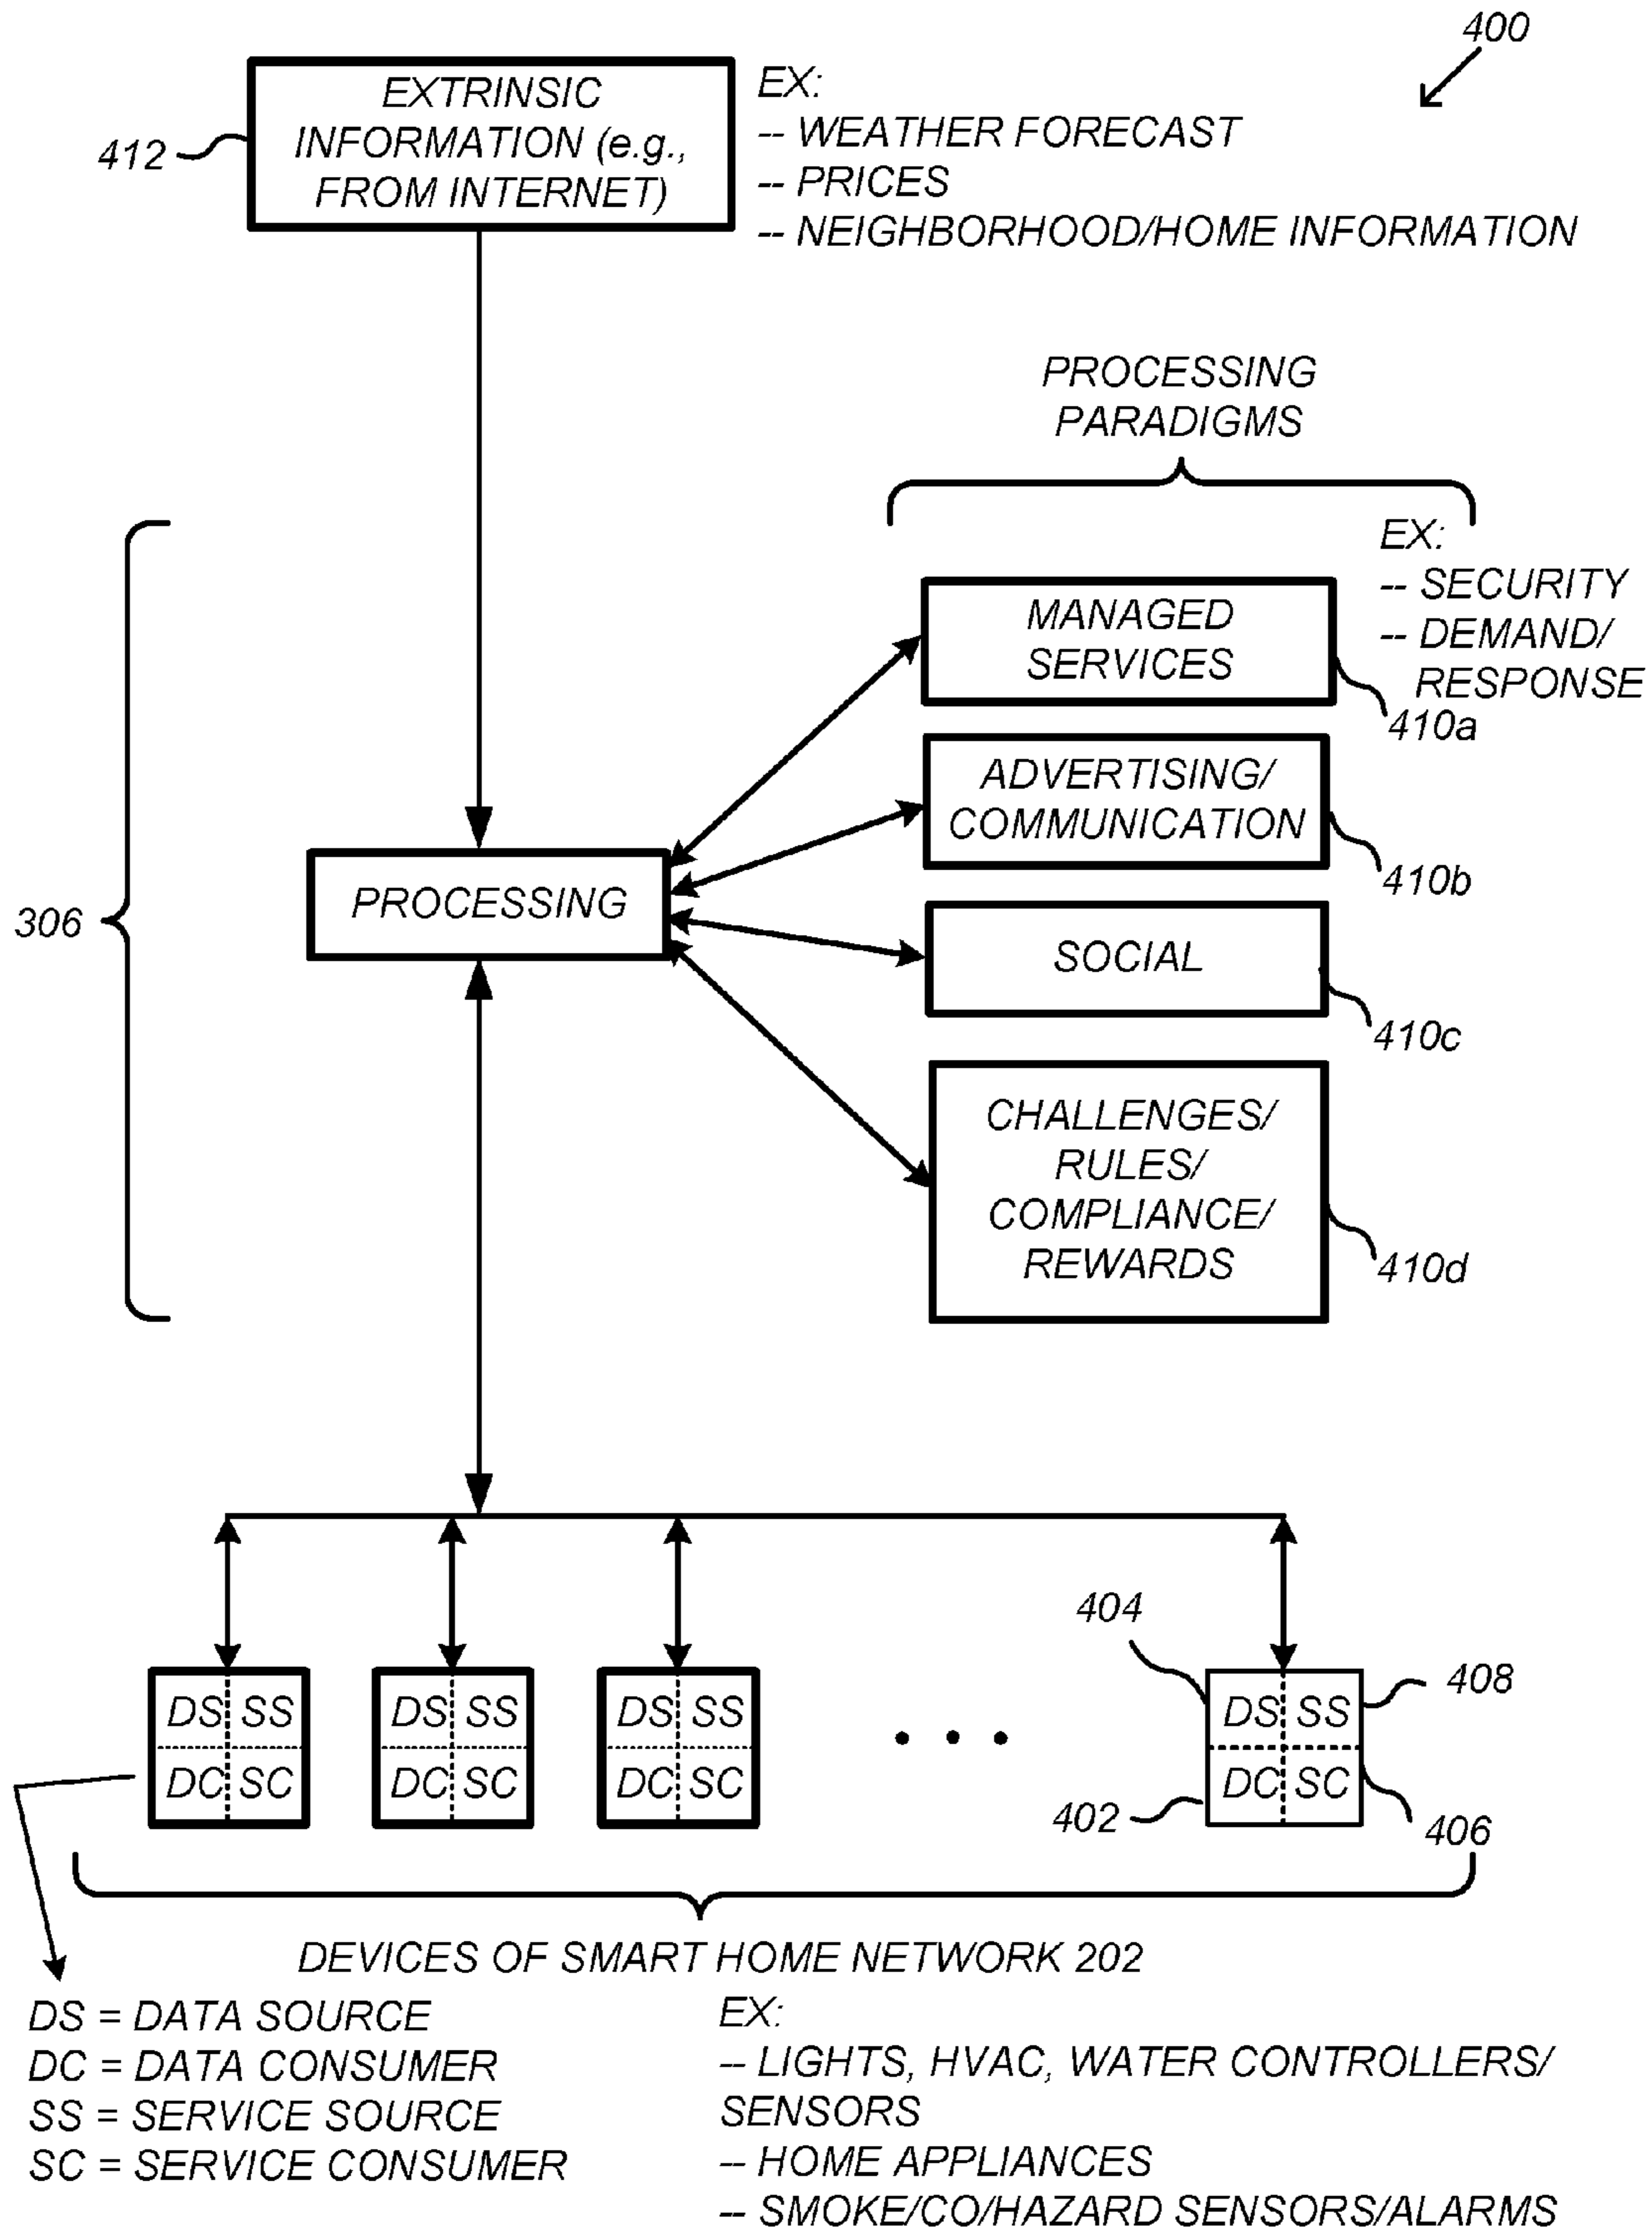 400
EXTRINSIC
INFORMATION (e.g.,
FROM INTERNET)
412
EX:
-- WEATHER FORECAST
-- PRICES
-- NEIGHBORHOOD/HOME INFORMATION
PROCESSING
PARADIGMS
EX:
-- SECURITY
-- DEMAND/
RESPONSE
MANAGED
SERVICES
410a
ADVERTISING/
COMMUNICATION
410b
306
PROCESSING
SOCIAL
410c
CHALLENGES/
RULES/
COMPLIANCE/
REWARDS
410d
404
408
DS SS
DC SC
DS SS
DC SC
DS SS
DC SC
• • •
DS SS
DC SC
402
406
DEVICES OF SMART HOME NETWORK 202
DS = DATA SOURCE
DC = DATA CONSUMER
SS = SERVICE SOURCE
SC = SERVICE CONSUMER
EX:
-- LIGHTS, HVAC, WATER CONTROLLERS/
SENSORS
-- HOME APPLIANCES
-- SMOKE/CO/HAZARD SENSORS/ALARMS